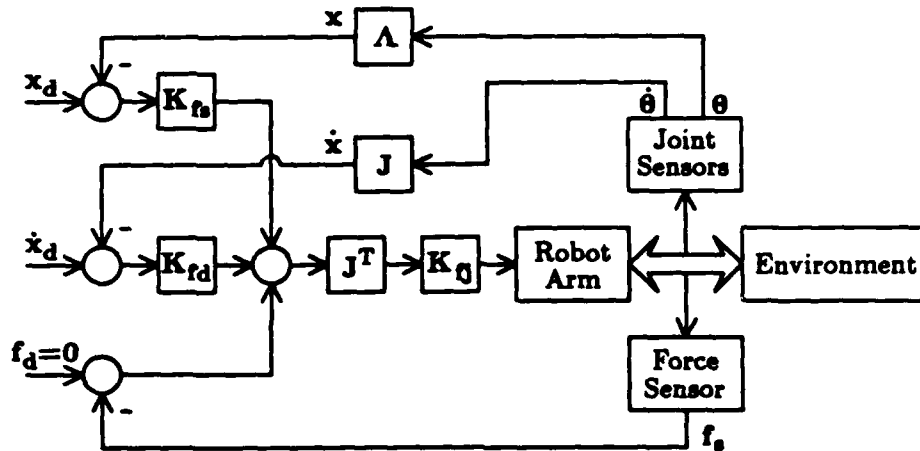 x
Λ
-
x_d
K_fs
θ̇
θ
Joint
Sensors
ẋ
J
-
ẋ_d
K_fd
J^T
K_fj
Robot
Arm
Environment
f_d=0
-
Force
Sensor
f_s